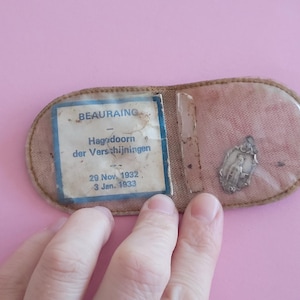 BEAURAING
—
Hagedoorn
der Verschijningen
---
29 Nov. 1932
3 Jan. 1933